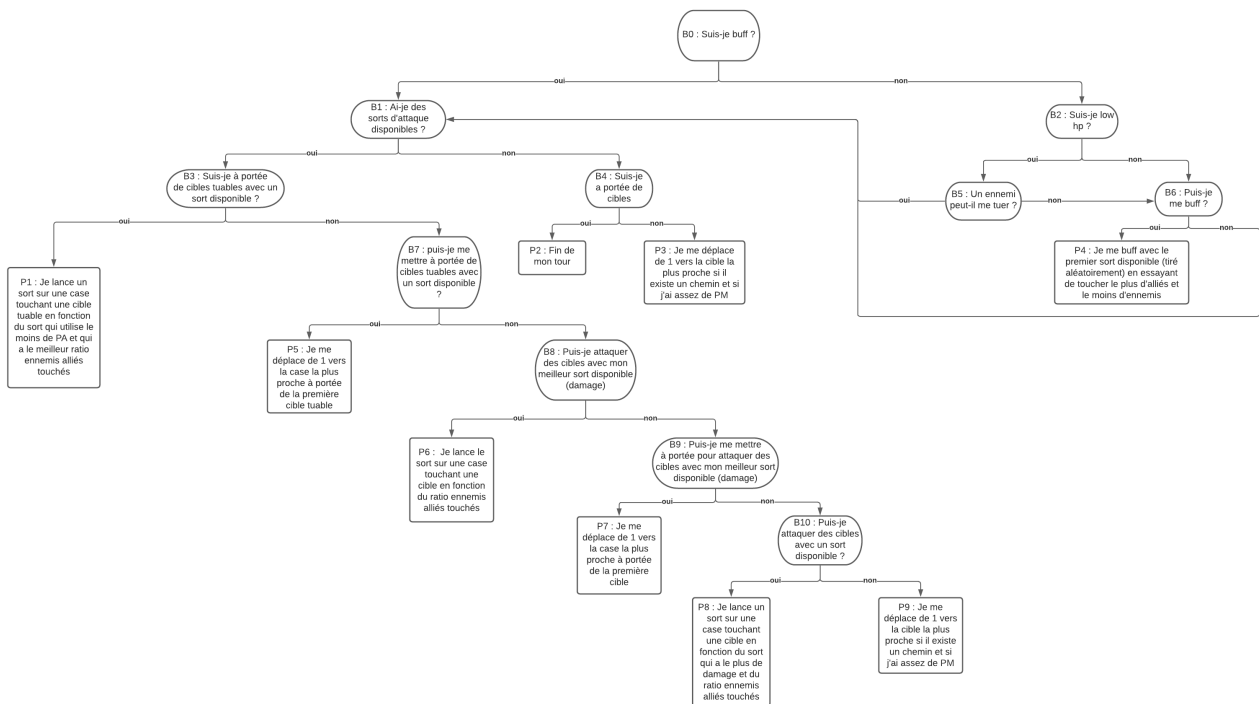 B0 : Suis-je buff ?
oui
non
B1 : Ai-je des
sorts d'attaque
disponibles ?
B2 : Suis-je low
hp ?
oui
non
oui
non
B3 : Suis-je à portée
de cibles tuables avec un
sort disponible ?
B4 : Suis-je
a portée de
cibles
B5 : Un ennemi
peut-il me tuer ?
B6 : Puis-je
me buff ?
oui
non
oui
non
oui
non
oui
non
P1 : Je lance un
sort sur une case
touchant une cible
tuable en fonction
du sort qui utilise le
moins de PA et qui
a le meilleur ratio
ennemis alliés
touchés
B7 : puis-je me
mettre à portée de
cibles tuables avec
un sort disponible
?
P2 : Fin de
mon tour
P3 : Je me déplace
de 1 vers la cible la
plus proche si il
existe un chemin et si
j'ai assez de PM
P4 : Je me buff avec le
premier sort disponible (tiré
aléatoirement) en essayant
de toucher le plus d'alliés et
le moins d'ennemis
oui
non
P5 : Je me
déplace de 1 vers
la case la plus
proche à portée
de la première
cible tuable
B8 : Puis-je attaquer
des cibles avec mon
meilleur sort disponible
(damage)
oui
non
P6 : Je lance le
sort sur une case
touchant une
cible en fonction
du ratio ennemis
alliés touchés
B9 : Puis-je me mettre
à portée pour attaquer des
cibles avec mon meilleur sort
disponible (damage)
oui
non
P7 : Je me
déplace de 1 vers
la case la plus
proche à portée
de la première
cible
B10 : Puis-je
attaquer des cibles
avec un sort
disponible ?
oui
non
P8 : Je lance un
sort sur une
case touchant
une cible en
fonction du sort
qui a le plus de
damage et du
ratio ennemis
alliés touchés
P9 : Je me
déplace de 1 vers
la cible la plus
proche si il existe
un chemin et si
j'ai assez de PM